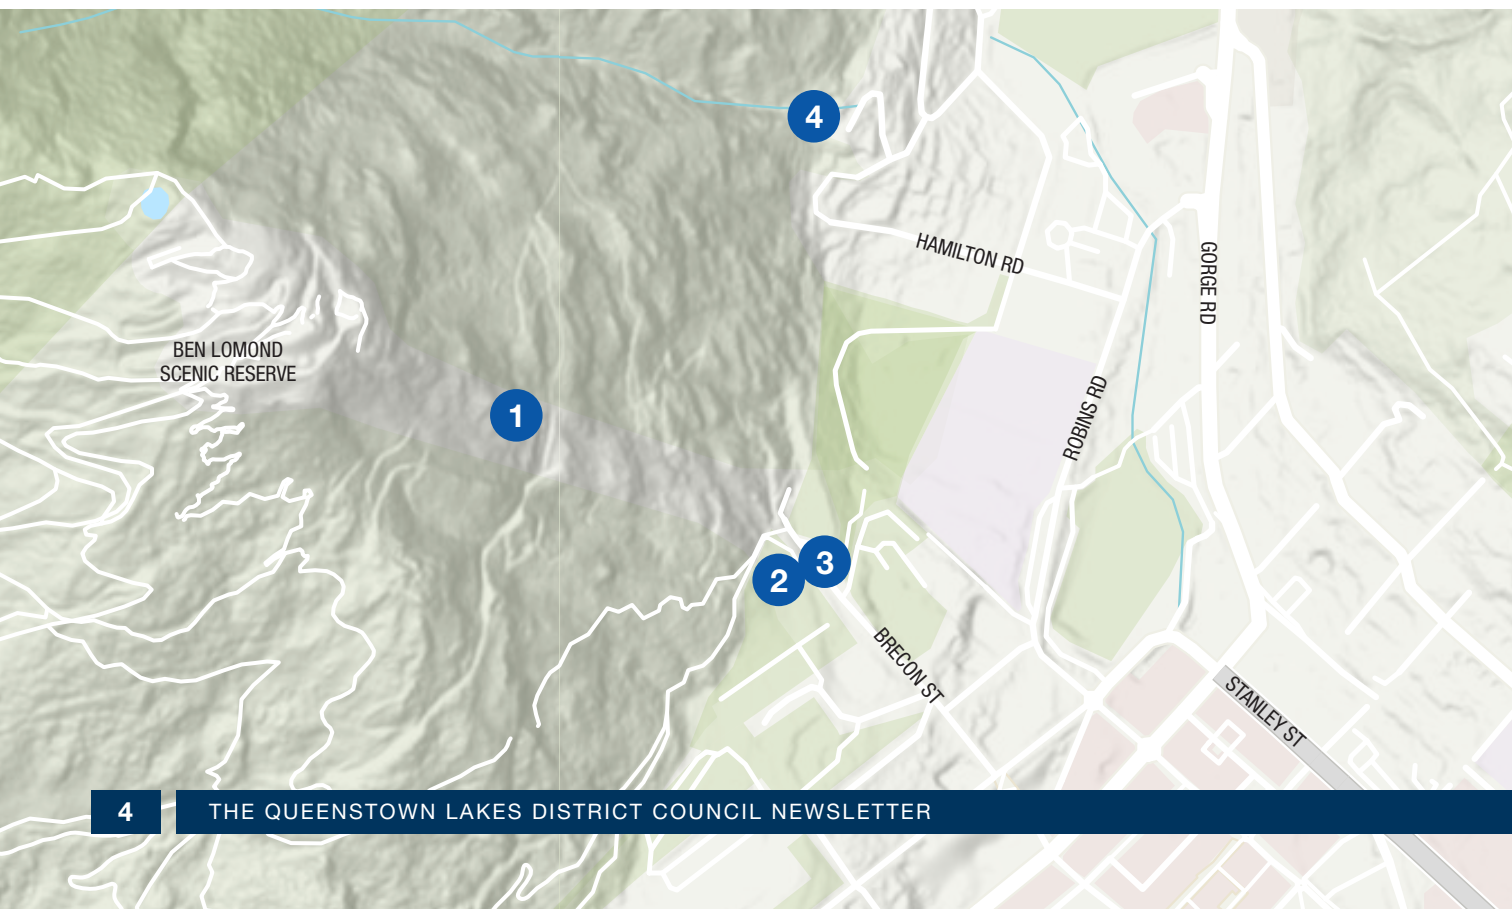 4
HAMILTON RD
GORGE RD
BEN LOMOND
SCENIC RESERVE
1
ROBINS RD
2
3
BRECON ST
STANLEY ST
4
THE QUEENSTOWN LAKES DISTRICT COUNCIL NEWSLETTER